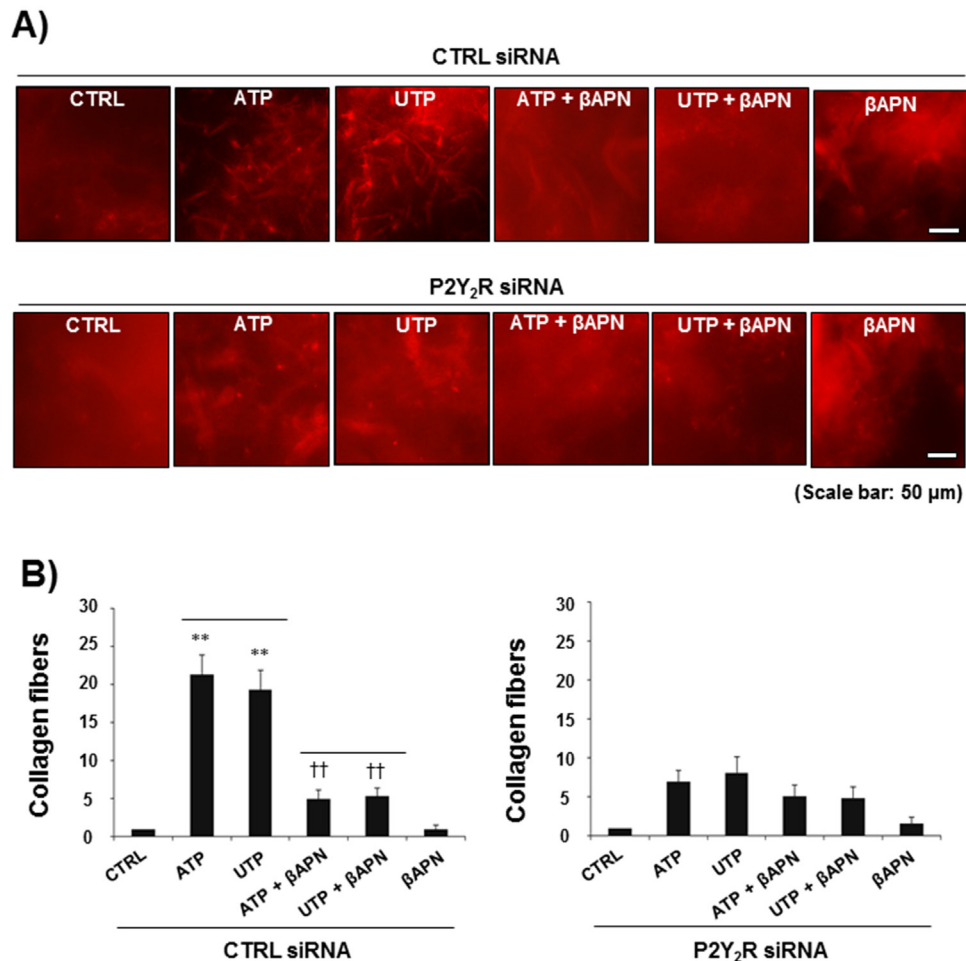 A)
CTRL siRNA
CTRL ATP UTP ATP + βAPN UTP + βAPN βAPN
P2Y₂R siRNA
CTRL ATP UTP ATP + βAPN UTP + βAPN βAPN
(Scale bar: 50 μm)
B)
Collagen fibers
30
25
20
15
10
5
0
**
**
††
††
CTRL
ATP
UTP
ATP + βAPN
UTP + βAPN
βAPN
CTRL siRNA
Collagen fibers
30
25
20
15
10
5
0
CTRL
ATP
UTP
ATP + βAPN
UTP + βAPN
βAPN
P2Y₂R siRNA